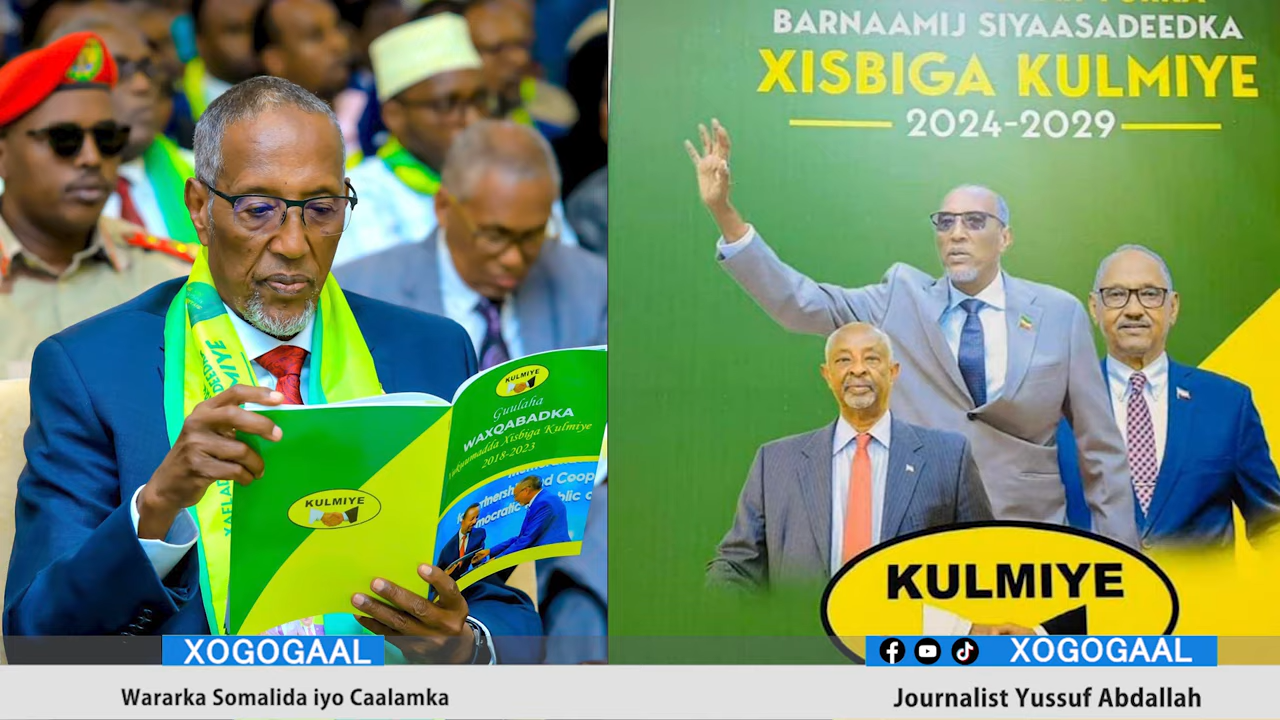 KULMIYE
Guulaha
WAXQABADKA
Xukuumadda Xisbiga Kulmiye
2018-2023
KULMIYE
BARNAAMIJ SIYAASADEEDKA
XISBIGA KULMIYE
2024-2029
KULMIYE
XOGOGAAL
XOGOGAAL
Wararka Somalida iyo Caalamka
Journalist Yussuf Abdallah